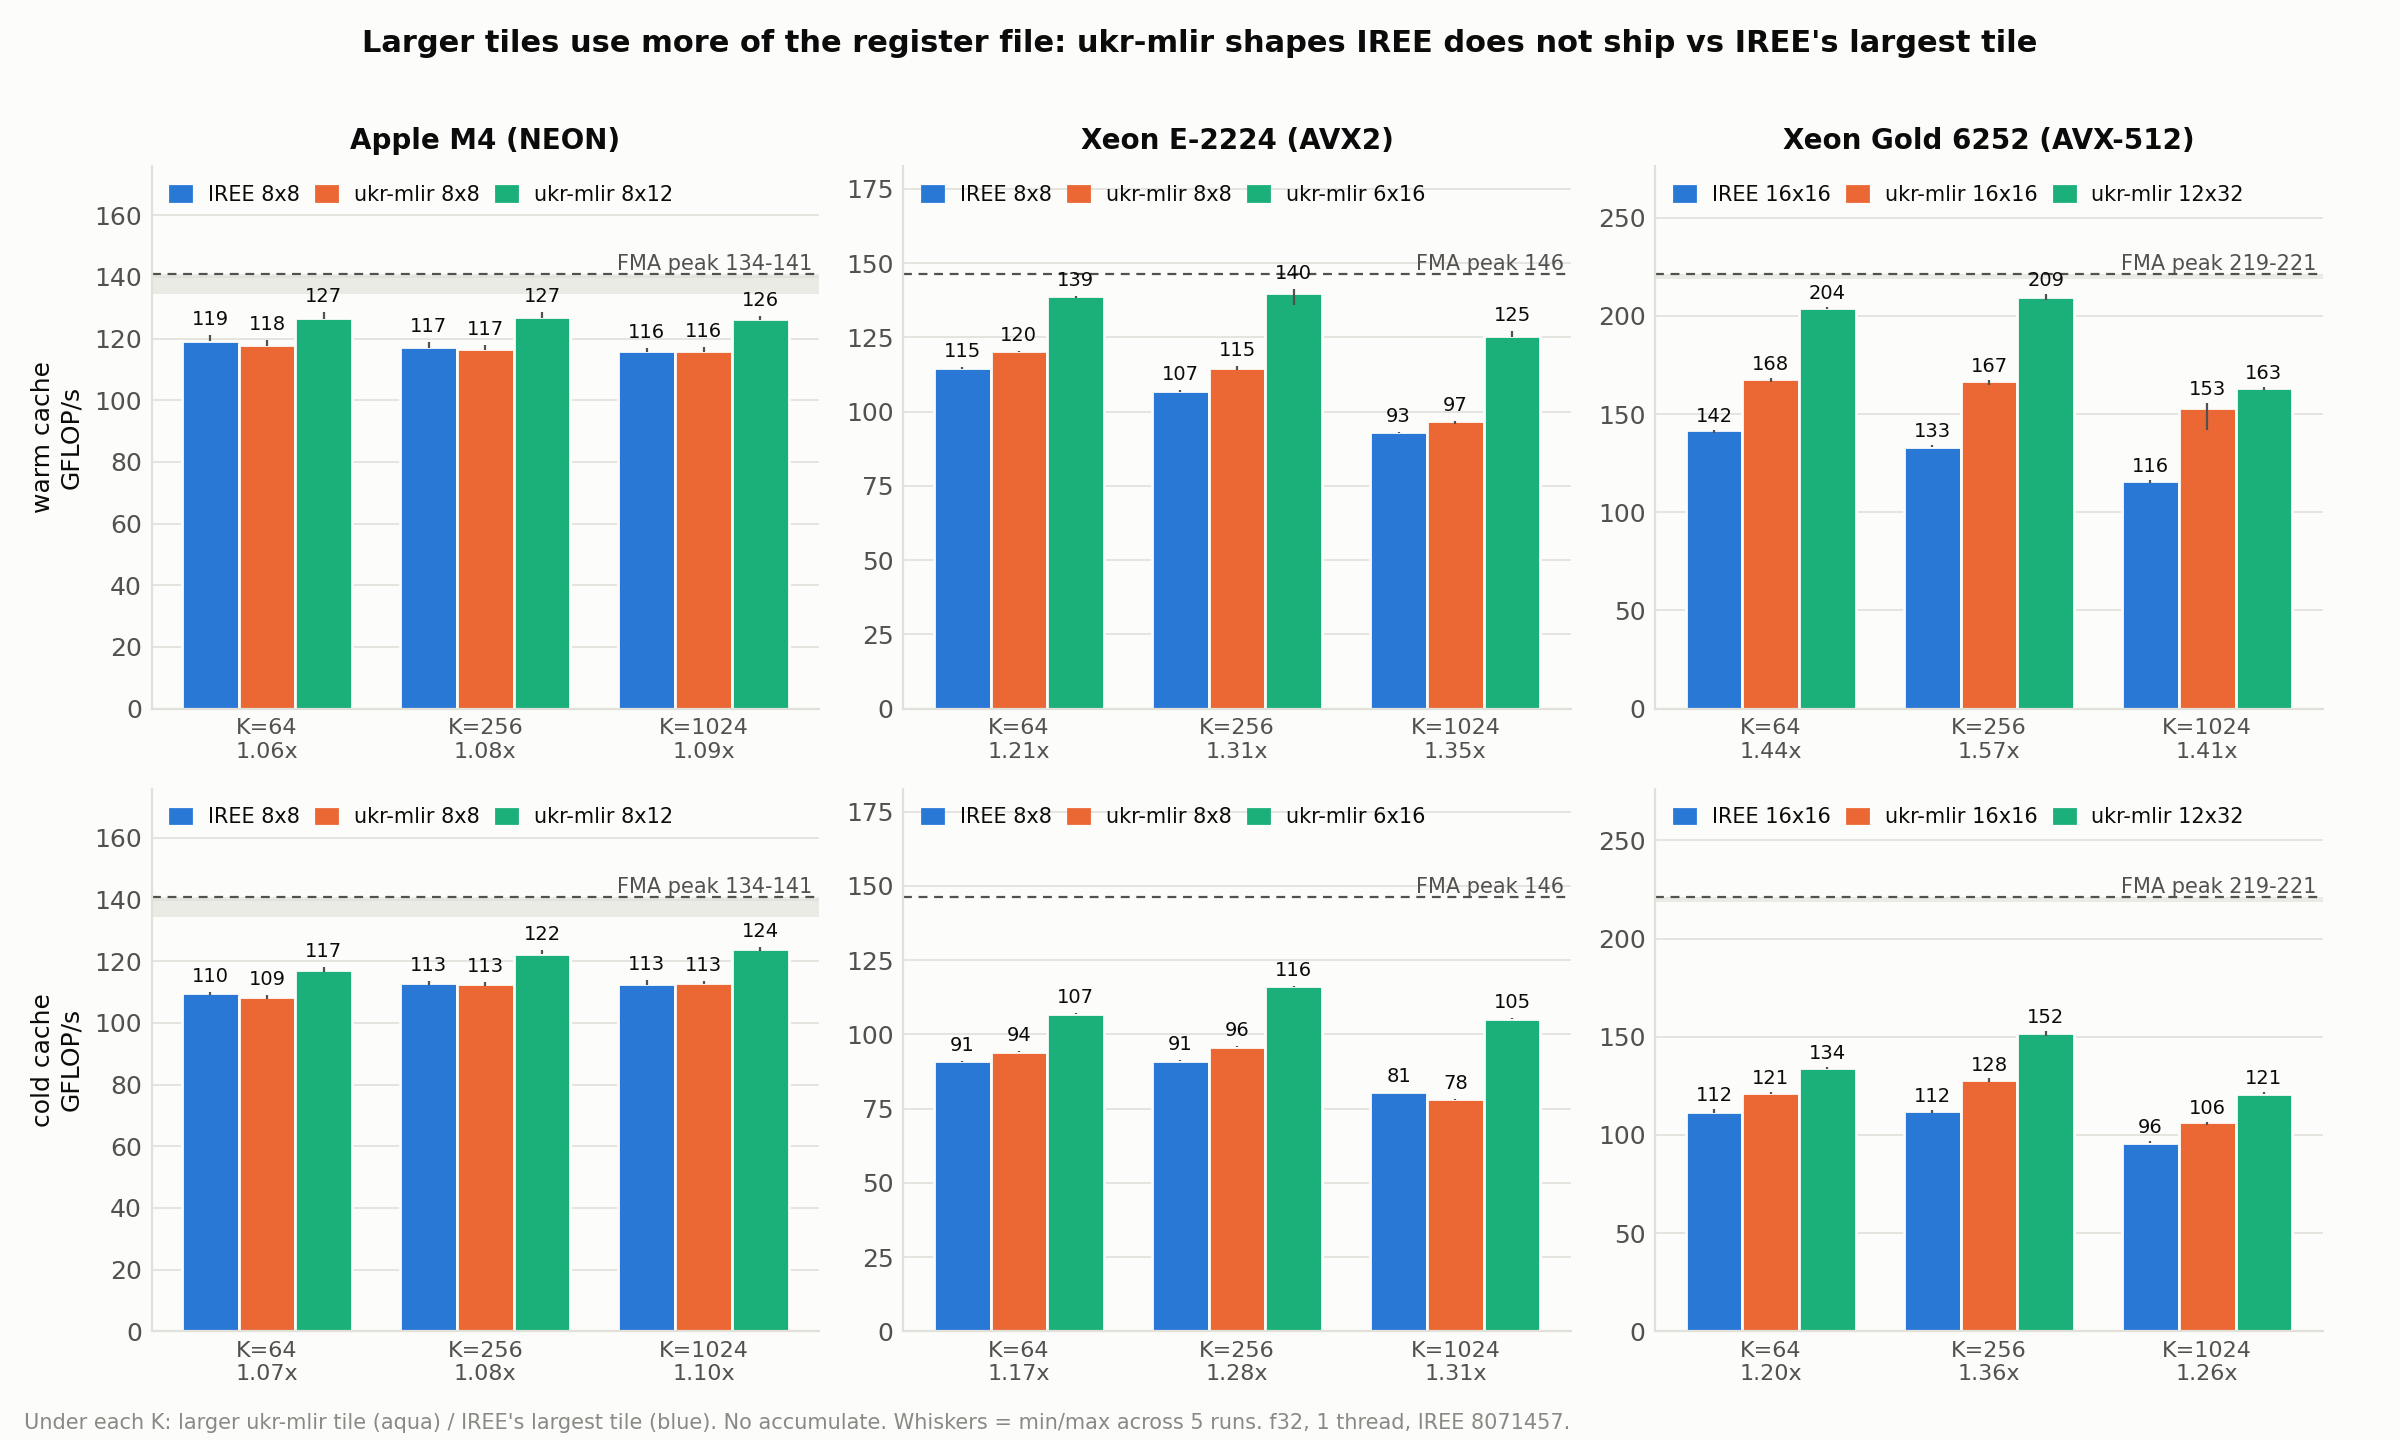 Larger tiles use more of the register file: ukr-mlir shapes IREE does not ship vs IREE's largest tile
Apple M4 (NEON)
IREE 8x8 ukr-mlir 8x8 ukr-mlir 8x12
160
140
120
100
80
60
40
20
0
warm cache
GFLOP/s
FMA peak 134-141
119 118 127
117 117 127
116 116 126
K=64 K=256 K=1024
1.06x 1.08x 1.09x
Xeon E-2224 (AVX2)
IREE 8x8 ukr-mlir 8x8 ukr-mlir 6x16
175
150
125
100
75
50
25
0
FMA peak 146
115 120 139
107 115 140
93 97 125
K=64 K=256 K=1024
1.21x 1.31x 1.35x
Xeon Gold 6252 (AVX-512)
IREE 16x16 ukr-mlir 16x16 ukr-mlir 12x32
250
200
150
100
50
0
FMA peak 219-221
142 168 204
133 167 209
116 153 163
K=64 K=256 K=1024
1.44x 1.57x 1.41x
IREE 8x8 ukr-mlir 8x8 ukr-mlir 8x12
160
140
120
100
80
60
40
20
0
cold cache
GFLOP/s
FMA peak 134-141
110 109 117
113 113 122
113 113 124
K=64 K=256 K=1024
1.07x 1.08x 1.10x
IREE 8x8 ukr-mlir 8x8 ukr-mlir 6x16
175
150
125
100
75
50
25
0
FMA peak 146
91 94 107
91 96 116
81 78 105
K=64 K=256 K=1024
1.17x 1.28x 1.31x
IREE 16x16 ukr-mlir 16x16 ukr-mlir 12x32
250
200
150
100
50
0
FMA peak 219-221
112 121 134
112 128 152
96 106 121
K=64 K=256 K=1024
1.20x 1.36x 1.26x
Under each K: larger ukr-mlir tile (aqua) / IREE's largest tile (blue). No accumulate. Whiskers = min/max across 5 runs. f32, 1 thread, IREE 8071457.